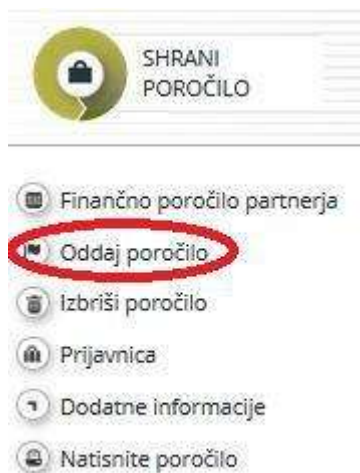 SHRANI
POROČILO
Finančno poročilo partnerja
Oddaj poročilo
Izbriši poročilo
Prijavnica
Dodatne informacije
Natisnite poročilo